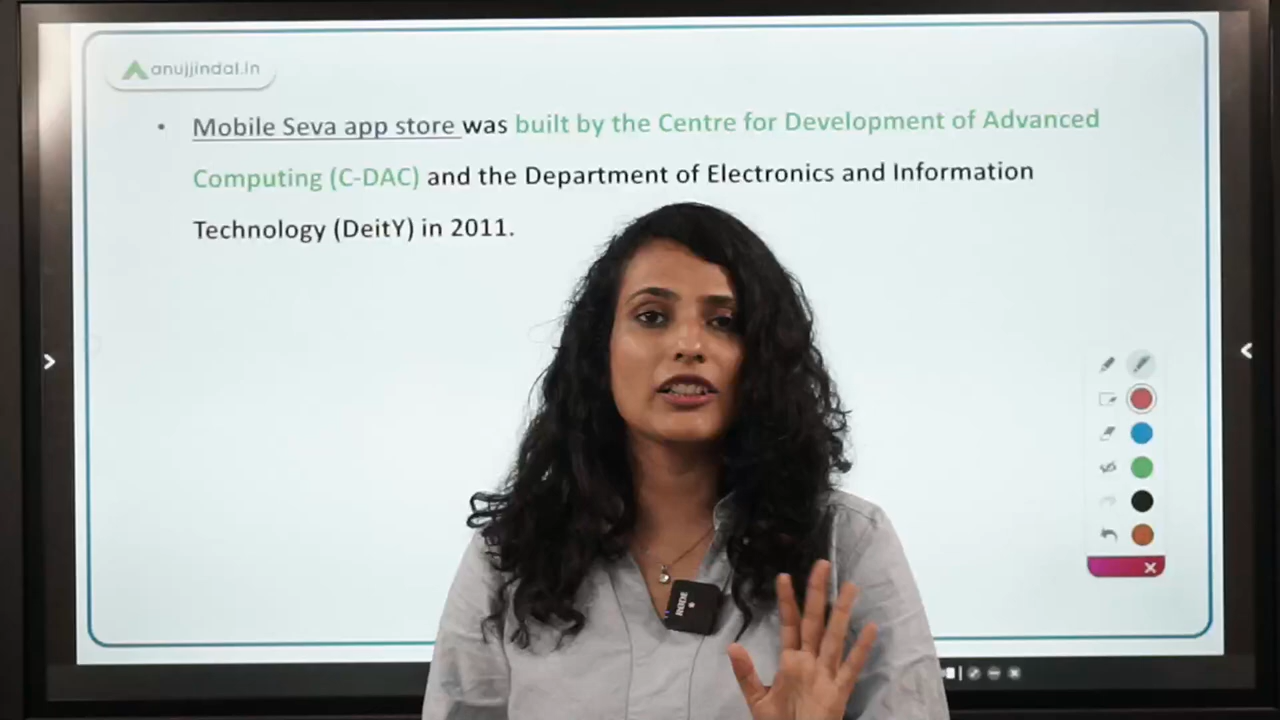 anujjindal.in
• Mobile Seva app store was built by the Centre for Development of Advanced
Computing (C-DAC) and the Department of Electronics and Information
Technology (DeitY) in 2011.
RODE